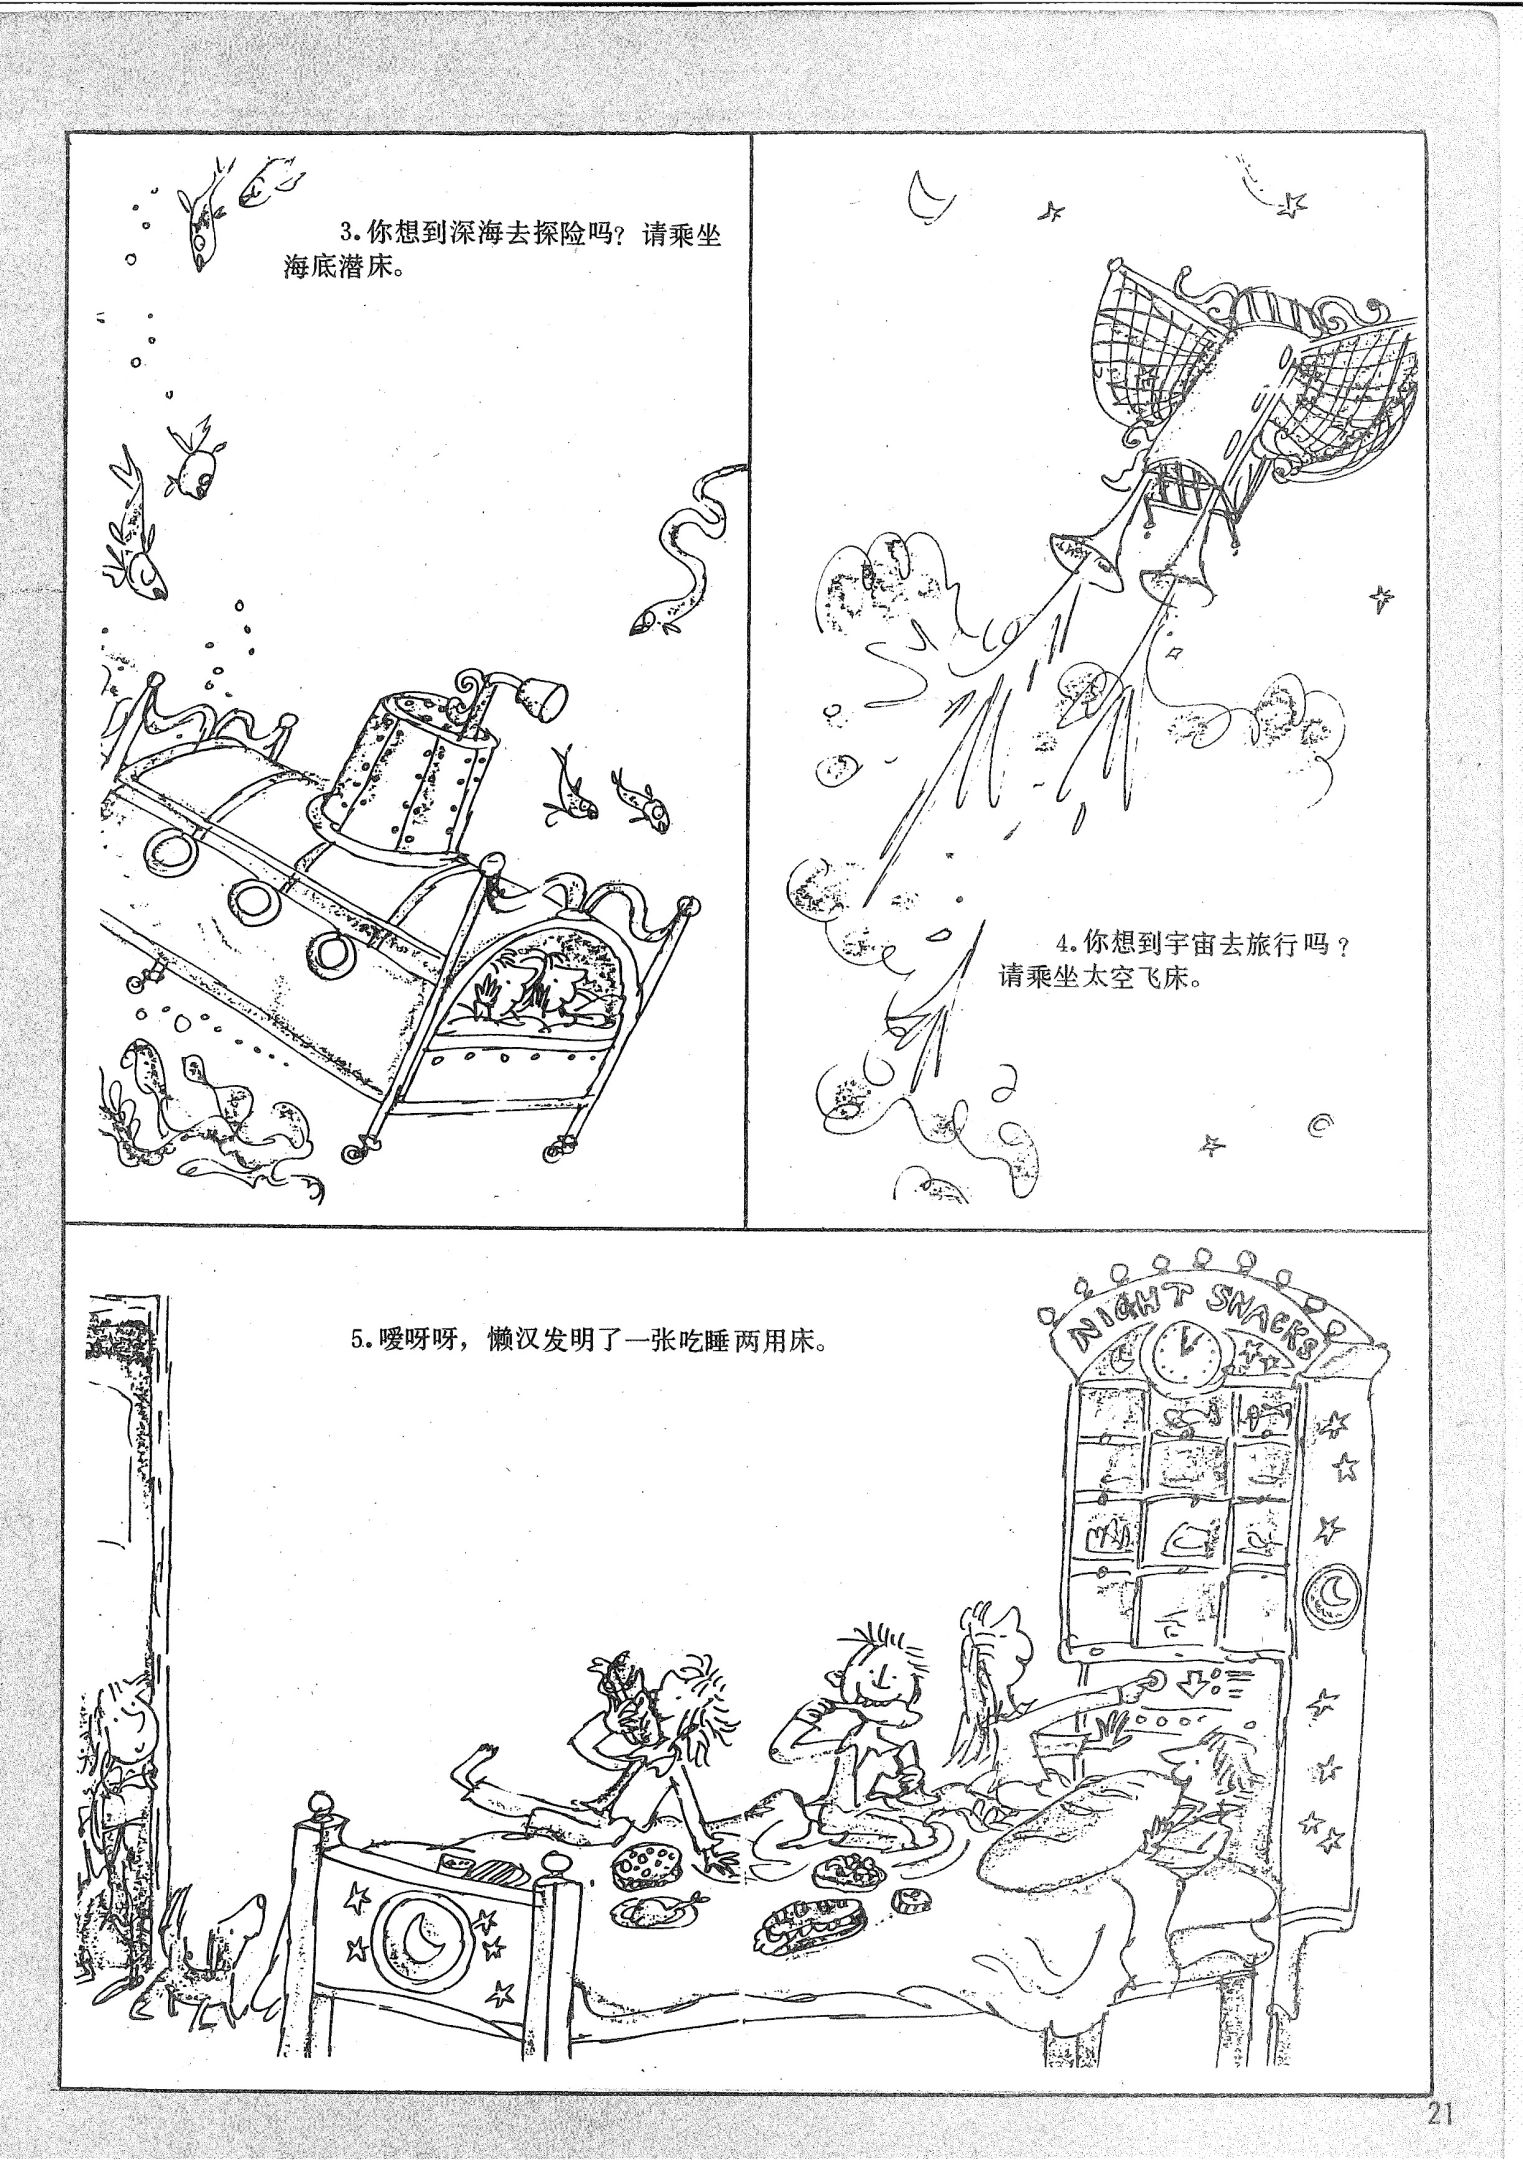 3.你想到深海去探险吗？请乘坐
海底潜床。
4.你想到宇宙去旅行吗？
请乘坐太空飞床。
5.嗳呀呀，懒汉发明了一张吃睡两用床。
NIGHT SNACKS
21